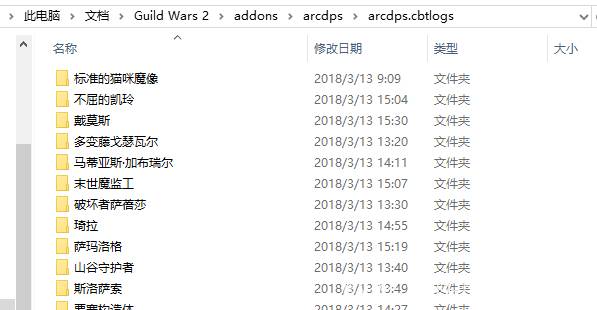 此电脑 > 文档 > Guild Wars 2 > addons > arcdps > arcdps.cbtlogs
名称 修改日期 类型 大小
标准的猫咪魔像 2018/3/13 9:09 文件夹
不屈的凯玲 2018/3/13 15:04 文件夹
戴莫斯 2018/3/13 15:30 文件夹
多变藤戈瑟瓦尔 2018/3/13 13:20 文件夹
马蒂亚斯·加布瑞尔 2018/3/13 14:11 文件夹
末世魔监工 2018/3/13 15:07 文件夹
破坏者萨蓓莎 2018/3/13 13:30 文件夹
琦拉 2018/3/13 14:55 文件夹
萨玛洛格 2018/3/13 15:19 文件夹
山谷守护者 2018/3/13 13:40 文件夹
斯洛萨索 2018/3/13 13:49 文件夹
要塞构造体 2018/3/13 14:27 文件夹